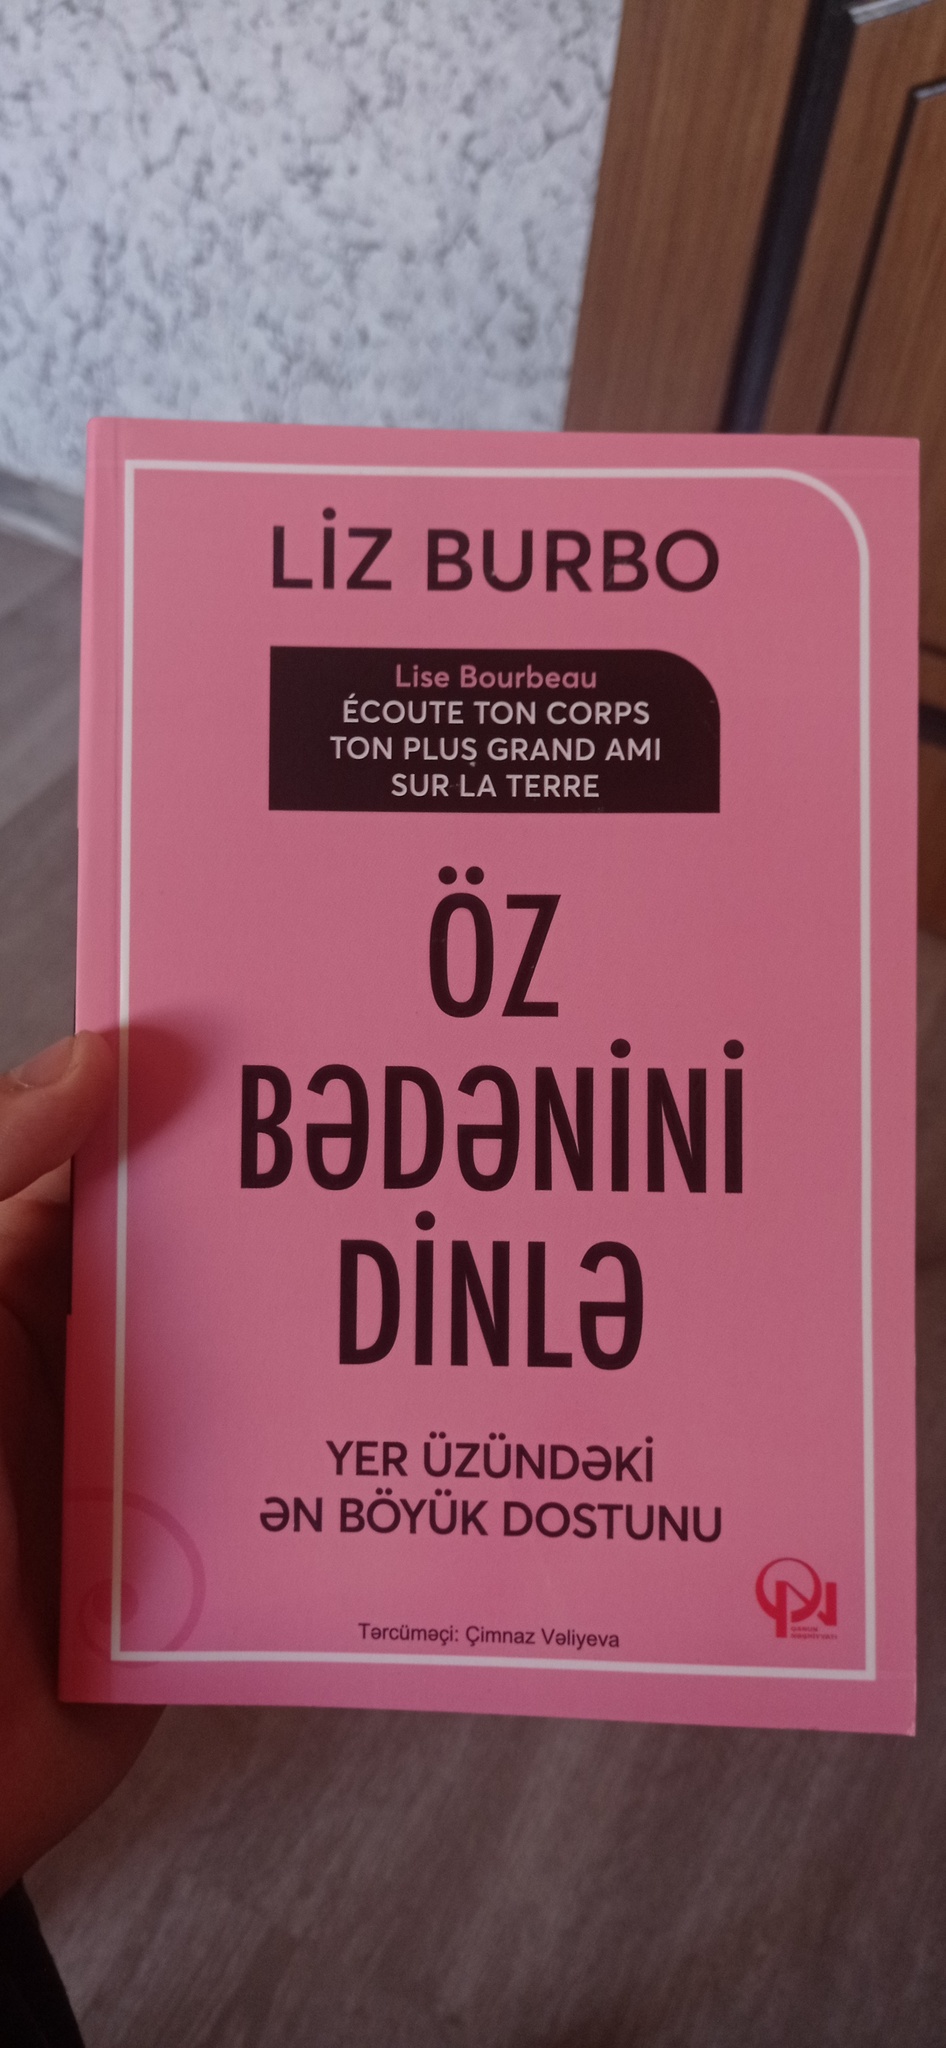 LİZ BURBO
Lise Bourbeau
ÉCOUTE TON CORPS
TON PLUS GRAND AMI
SUR LA TERRE
ÖZ
BƏDƏNİNİ
DİNLƏ
YER ÜZÜNDƏKİ
ƏN BÖYÜK DOSTUNU
Tərcüməçi: Çimnaz Vəliyeva